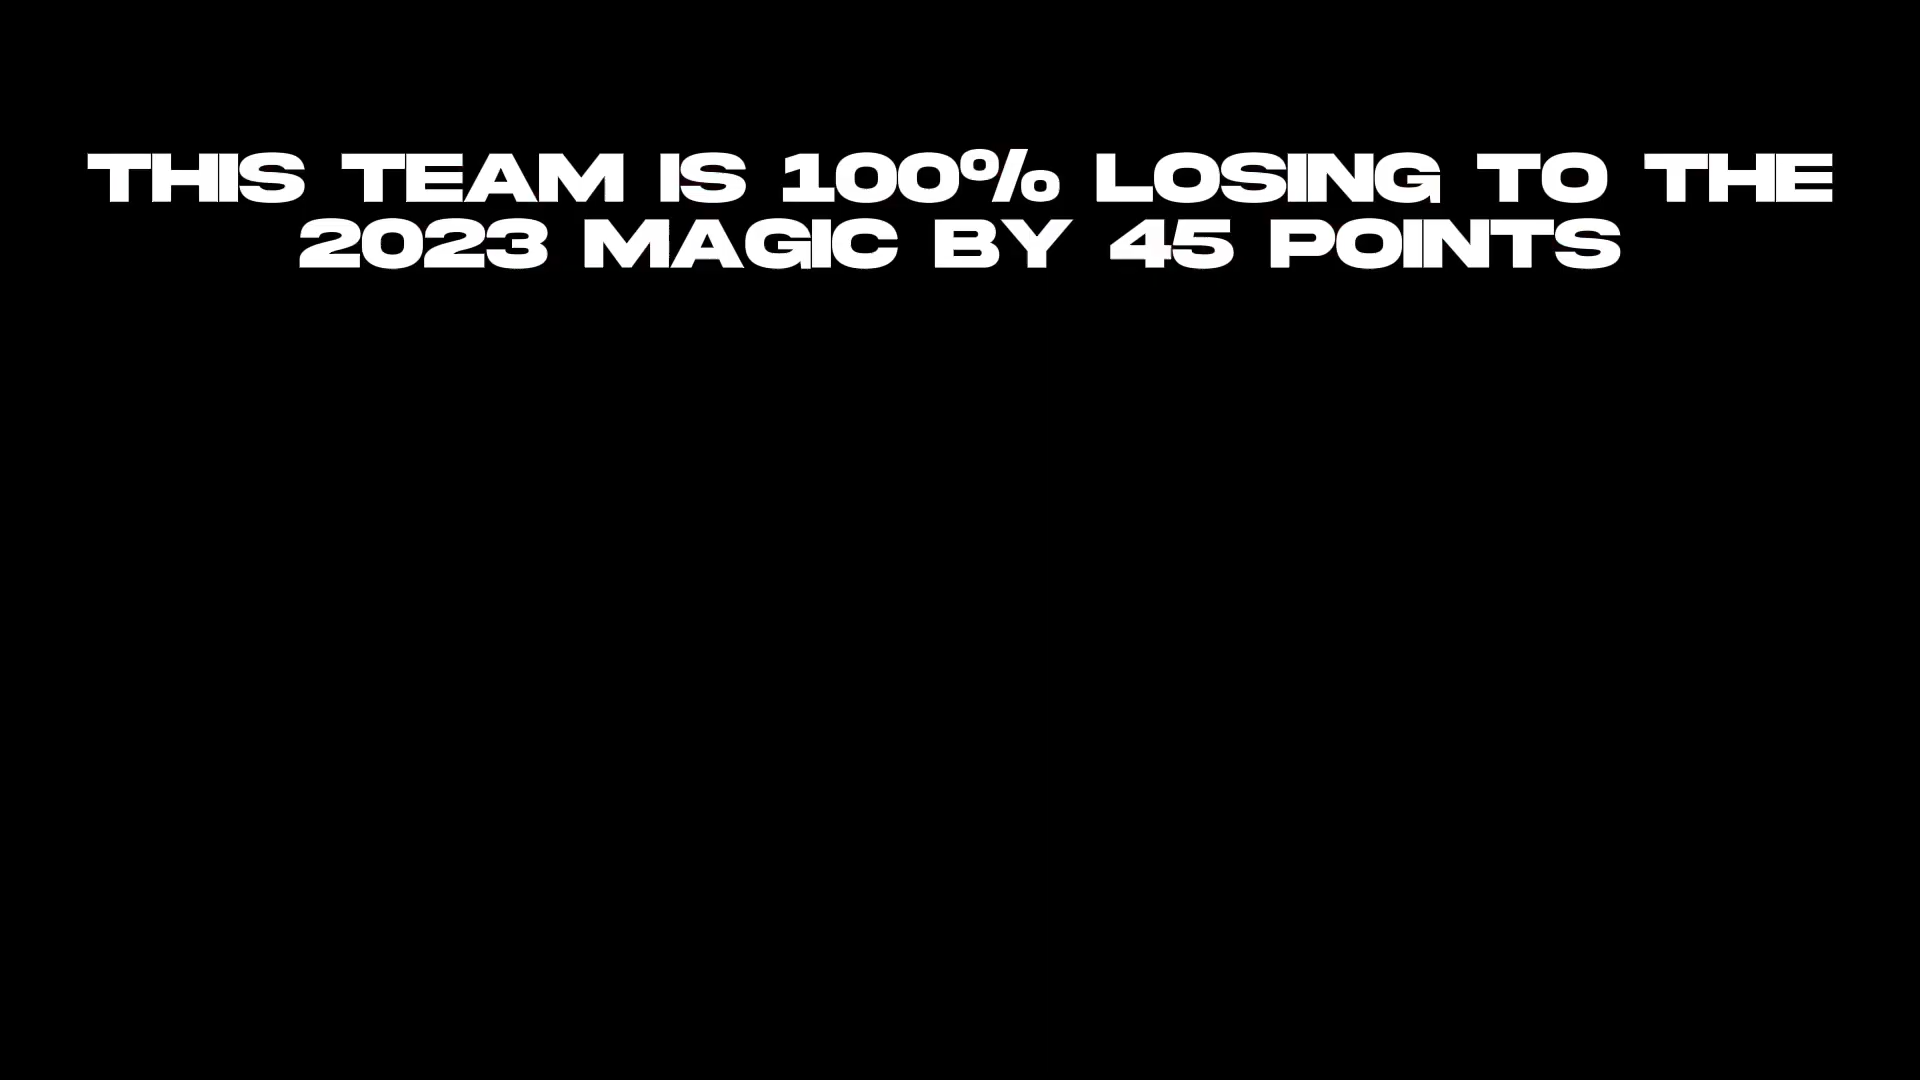 THIS TEAM IS 100% LOSING TO THE
2023 MAGIC BY 45 POINTS